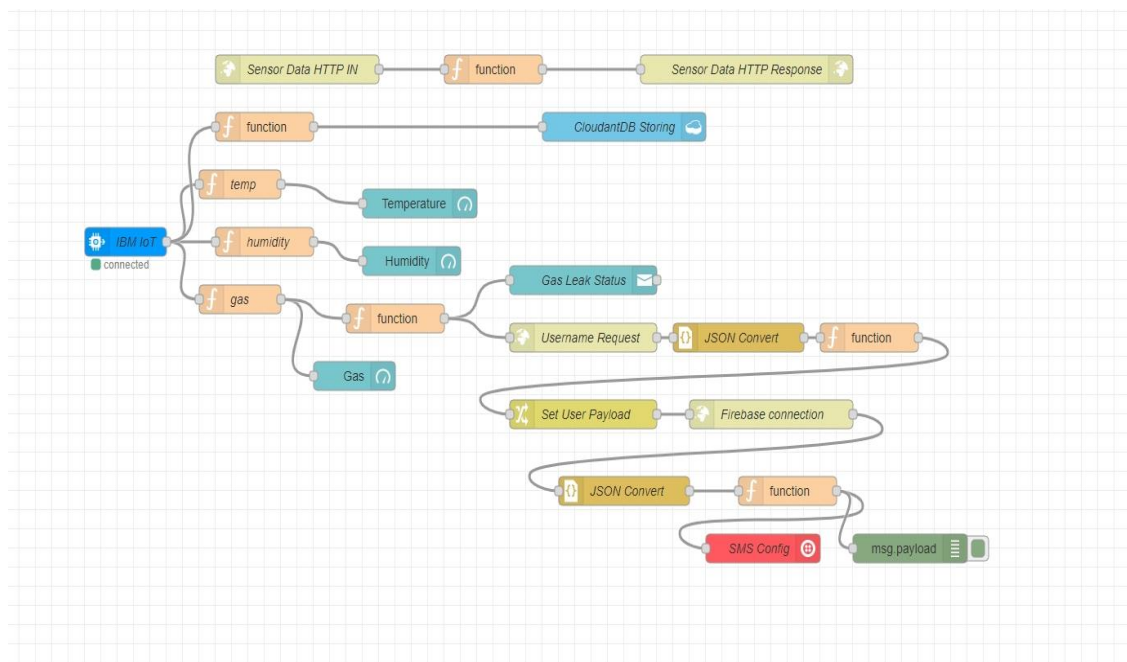 Sensor Data HTTP IN
function
Sensor Data HTTP Response
function
CloudantDB Storing
temp
Temperature
IBM IoT
connected
humidity
Humidity
gas
function
Gas Leak Status
Username Request
JSON Convert
function
Gas
Set User Payload
Firebase connection
JSON Convert
function
SMS Config
msg.payload